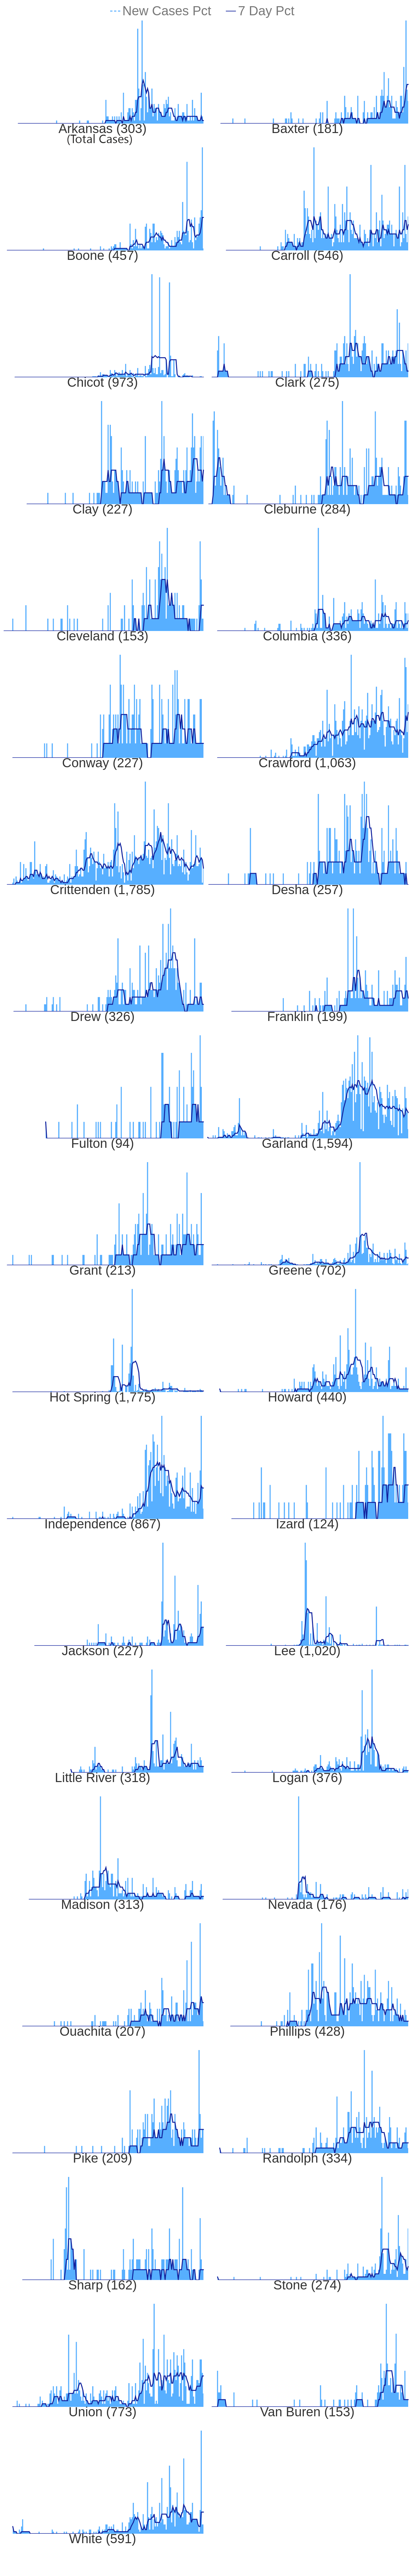 New Cases Pct 7 Day Pct
Arkansas (303) Baxter (181)
(Total Cases)
Boone (457) Carroll (546)
Chicot (973) Clark (275)
Clay (227) Cleburne (284)
Cleveland (153) Columbia (336)
Conway (227) Crawford (1,063)
Crittenden (1,785) Desha (257)
Drew (326) Franklin (199)
Fulton (94) Garland (1,594)
Grant (213) Greene (702)
Hot Spring (1,775) Howard (440)
Independence (867) Izard (124)
Jackson (227) Lee (1,020)
Little River (318) Logan (376)
Madison (313) Nevada (176)
Ouachita (207) Phillips (428)
Pike (209) Randolph (334)
Sharp (162) Stone (274)
Union (773) Van Buren (153)
White (591)